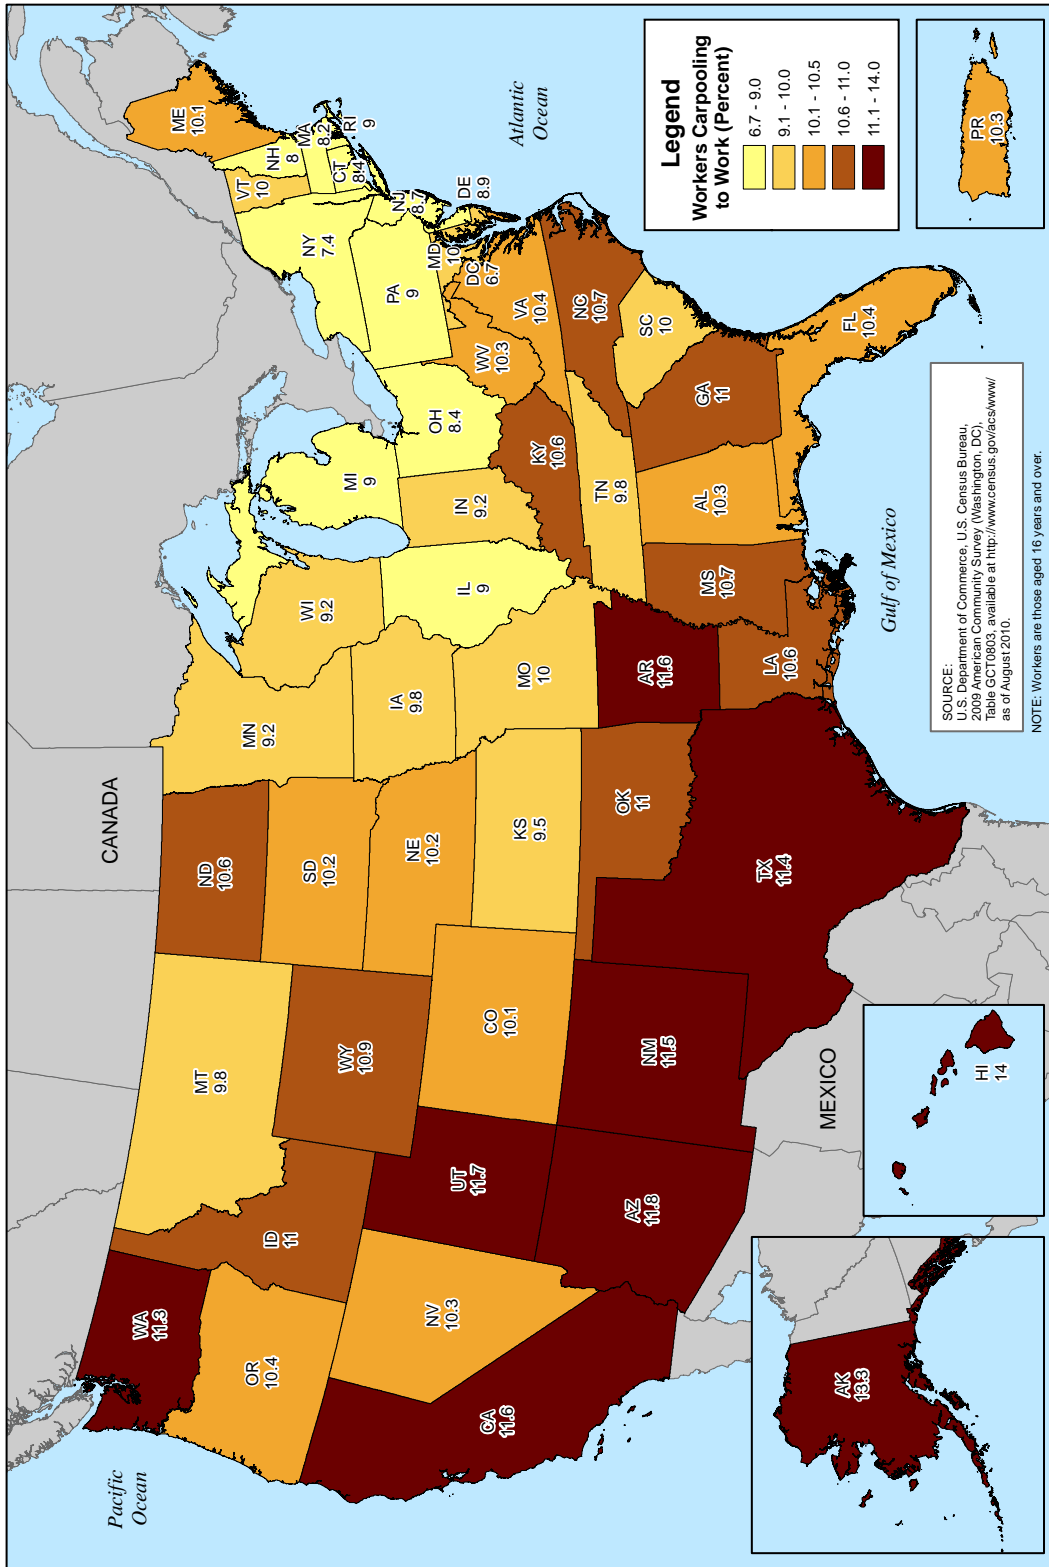 CANADA
Pacific
Ocean
WA
11.3
MT
9.8
ND
10.6
MN
9.2
ME
10.1
VT
10
NH
8
MA
8.2
RI
9
CT
8.4
NY
7.4
OR
10.4
ID
11
WY
10.9
SD
10.2
WI
9.2
MI
9
PA
9
NJ
8.7
NE
10.2
IA
9.8
IL
9
IN
9.2
OH
8.4
MD
10
DE
8.9
DC
6.7
Atlantic
Ocean
NV
10.3
UT
11.7
CO
10.1
KS
9.5
MO
10
KY
10.6
WV
10.3
VA
10.4
CA
11.6
AZ
11.8
NM
11.5
OK
11
AR
11.6
TN
9.8
NC
10.7
SC
10
TX
11.4
LA
10.6
MS
10.7
AL
10.3
GA
11
FL
10.4
MEXICO
Gulf of Mexico
AK
13.3
HI
14
PR
10.3
Legend
Workers Carpooling
to Work (Percent)
6.7 - 9.0
9.1 - 10.0
10.1 - 10.5
10.6 - 11.0
11.1 - 14.0
SOURCE:
U.S. Department of Commerce, U.S. Census Bureau,
2009 American Community Survey (Washington, DC),
Table GCT0803, available at http://www.census.gov/acs/www/
as of August 2010.
NOTE: Workers are those aged 16 years and over.